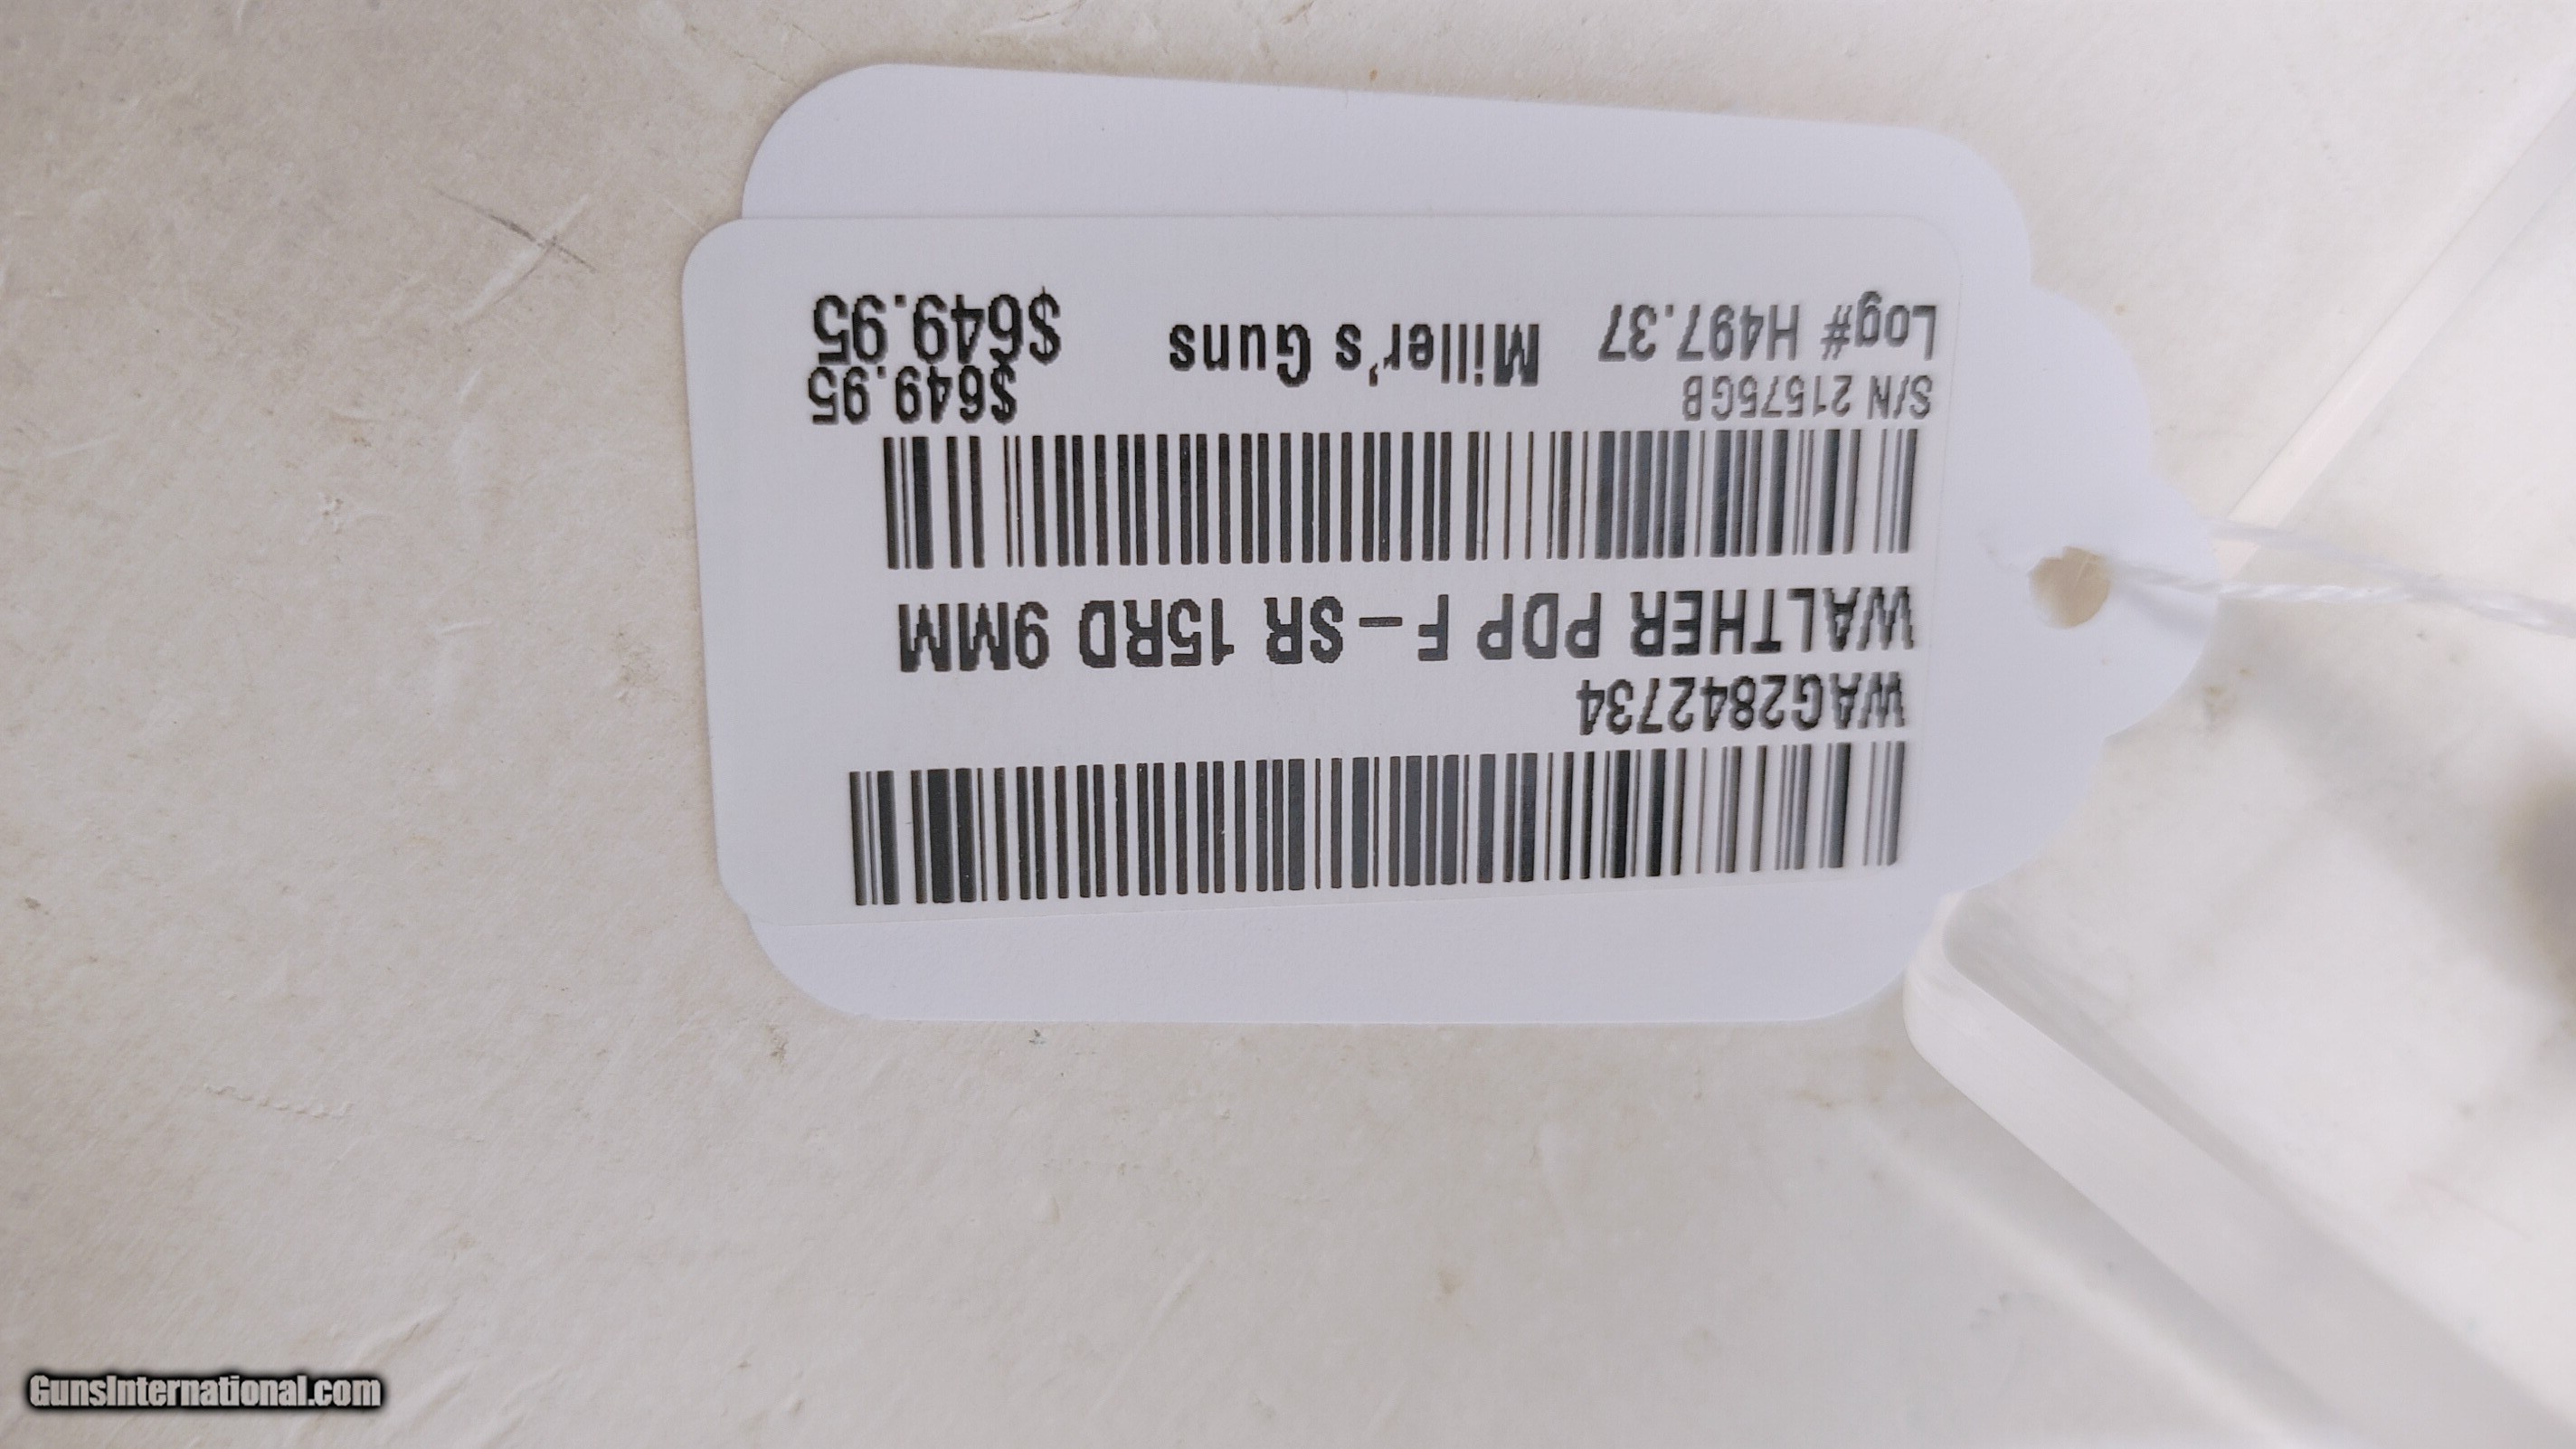 WAG2842734
WALTHER PDP F-SR 15RD 9MM
S/N 21575GB $649.95
Log# H497.37 Miller's Guns $649.95
GunsInternational.com